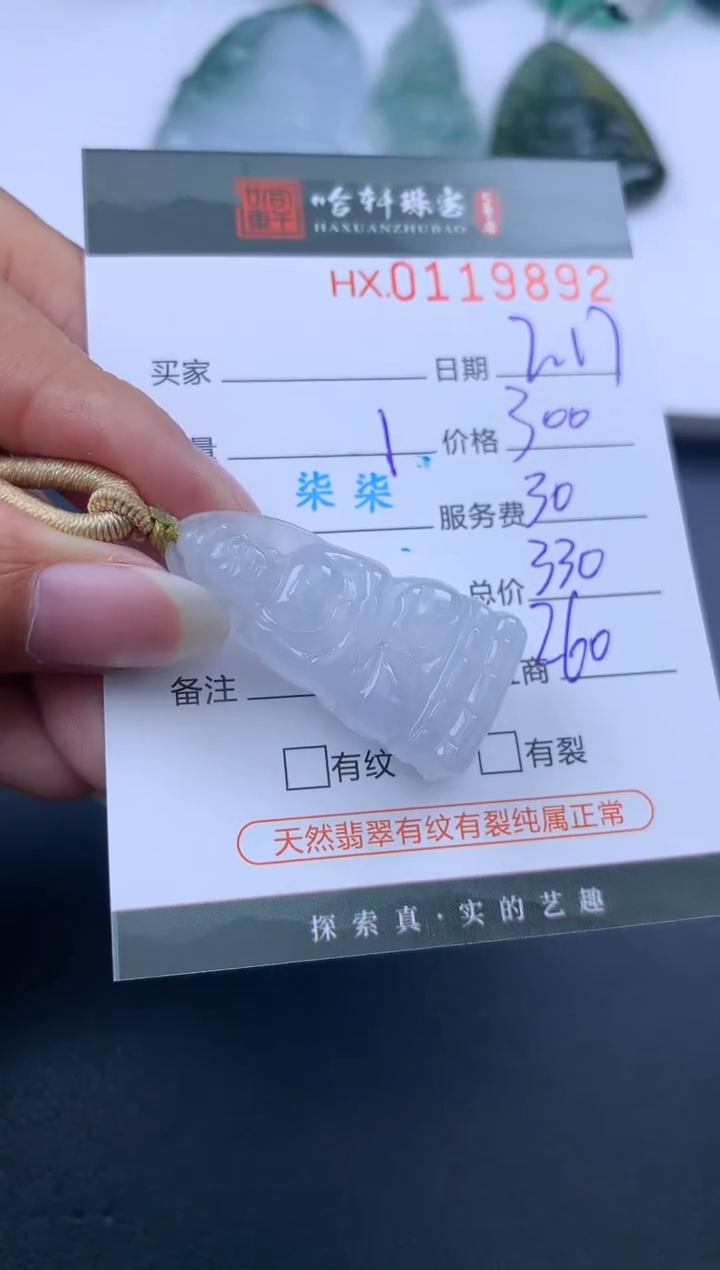 哈轩珠宝
HAXUANZHUBAO
HX.0119892
买家 日期 2.17
量 1 价格 300
柒柒 服务费 30
总价 330
商 260
备注
有纹 有裂
天然翡翠有纹有裂纯属正常
探索真·实的艺趣